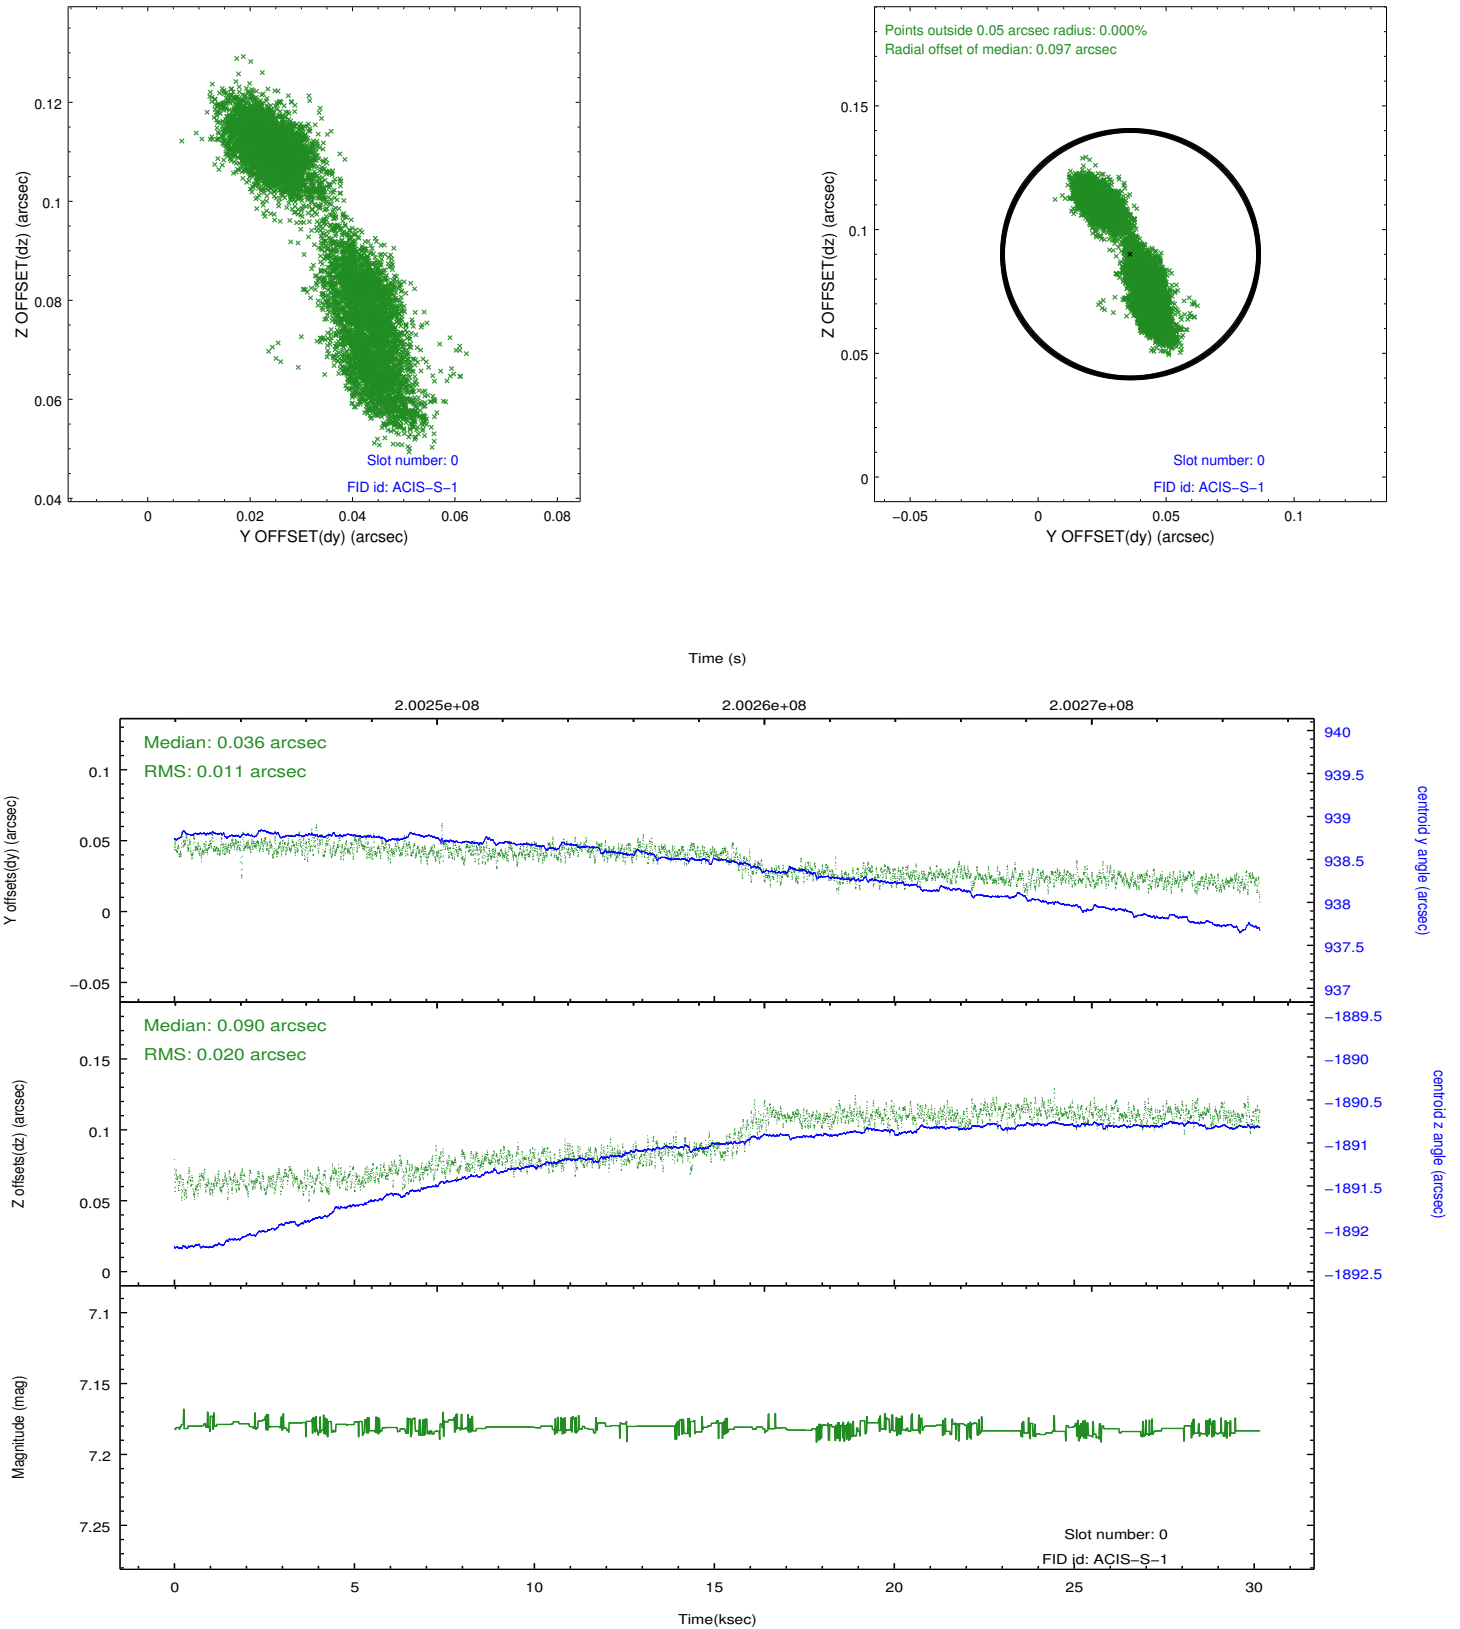 0.12
0.1
0.08
0.06
0.04
Z OFFSET(dz) (arcsec)
Slot number: 0
FID id: ACIS−S−1
0
0.02
0.04
0.06
0.08
Y OFFSET(dy) (arcsec)
Points outside 0.05 arcsec radius: 0.000%
Radial offset of median: 0.097 arcsec
0.15
0.1
0.05
0
Z OFFSET(dz) (arcsec)
Slot number: 0
FID id: ACIS−S−1
−0.05
0
0.05
0.1
Y OFFSET(dy) (arcsec)
Time (s)
2.0025e+08
2.0026e+08
2.0027e+08
Median: 0.036 arcsec
RMS: 0.011 arcsec
0.1
0.05
0
−0.05
Y offsets(dy) (arcsec)
940
939.5
939
938.5
938
937.5
937
centroid y angle (arcsec)
Median: 0.090 arcsec
RMS: 0.020 arcsec
0.15
0.1
0.05
0
Z offsets(dz) (arcsec)
−1889.5
−1890
−1890.5
−1891
−1891.5
−1892
−1892.5
centroid z angle (arcsec)
7.1
7.15
7.2
7.25
Magnitude (mag)
Slot number: 0
FID id: ACIS−S−1
0
5
10
15
20
25
30
Time(ksec)